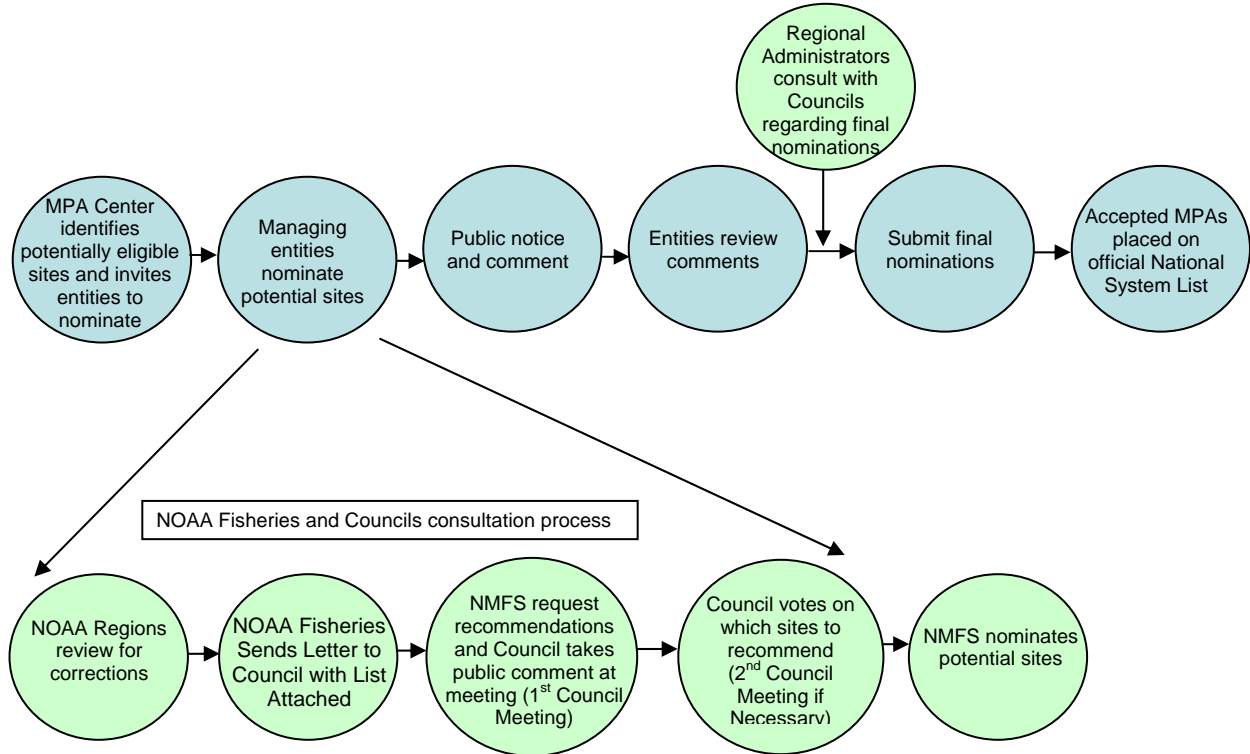 Regional
Administrators
consult with
Councils
regarding final
nominations
MPA Center
identifies
potentially eligible
sites and invites
entities to
nominate
Managing
entities
nominate
potential sites
Public notice
and comment
Entities review
comments
Submit final
nominations
Accepted MPAs
placed on
official National
System List
NOAA Fisheries and Councils consultation process
NOAA Regions
review for
corrections
NOAA Fisheries
Sends Letter to
Council with List
Attached
NMFS request
recommendations
and Council takes
public comment at
meeting (1st Council
Meeting)
Council votes on
which sites to
recommend
(2nd Council
Meeting if
Necessary)
NMFS nominates
potential sites